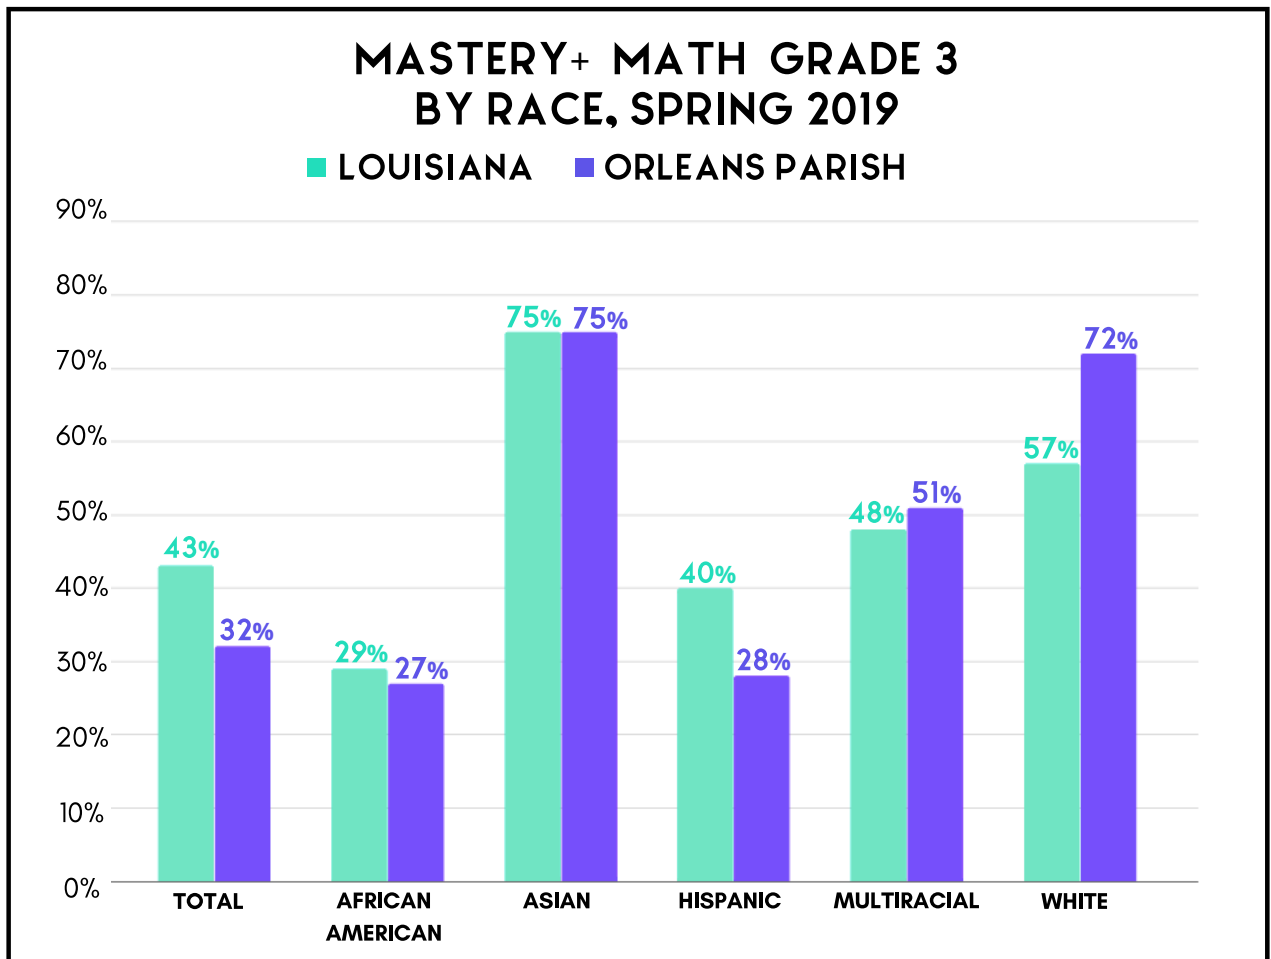 MASTERY+ MATH GRADE 3
BY RACE, SPRING 2019
LOUISIANA ORLEANS PARISH
90%
80%
70%
60%
50%
40%
30%
20%
10%
0%
43% 32%
29% 27%
75% 75%
40% 28%
48% 51%
57% 72%
TOTAL
AFRICAN
AMERICAN
ASIAN
HISPANIC
MULTIRACIAL
WHITE